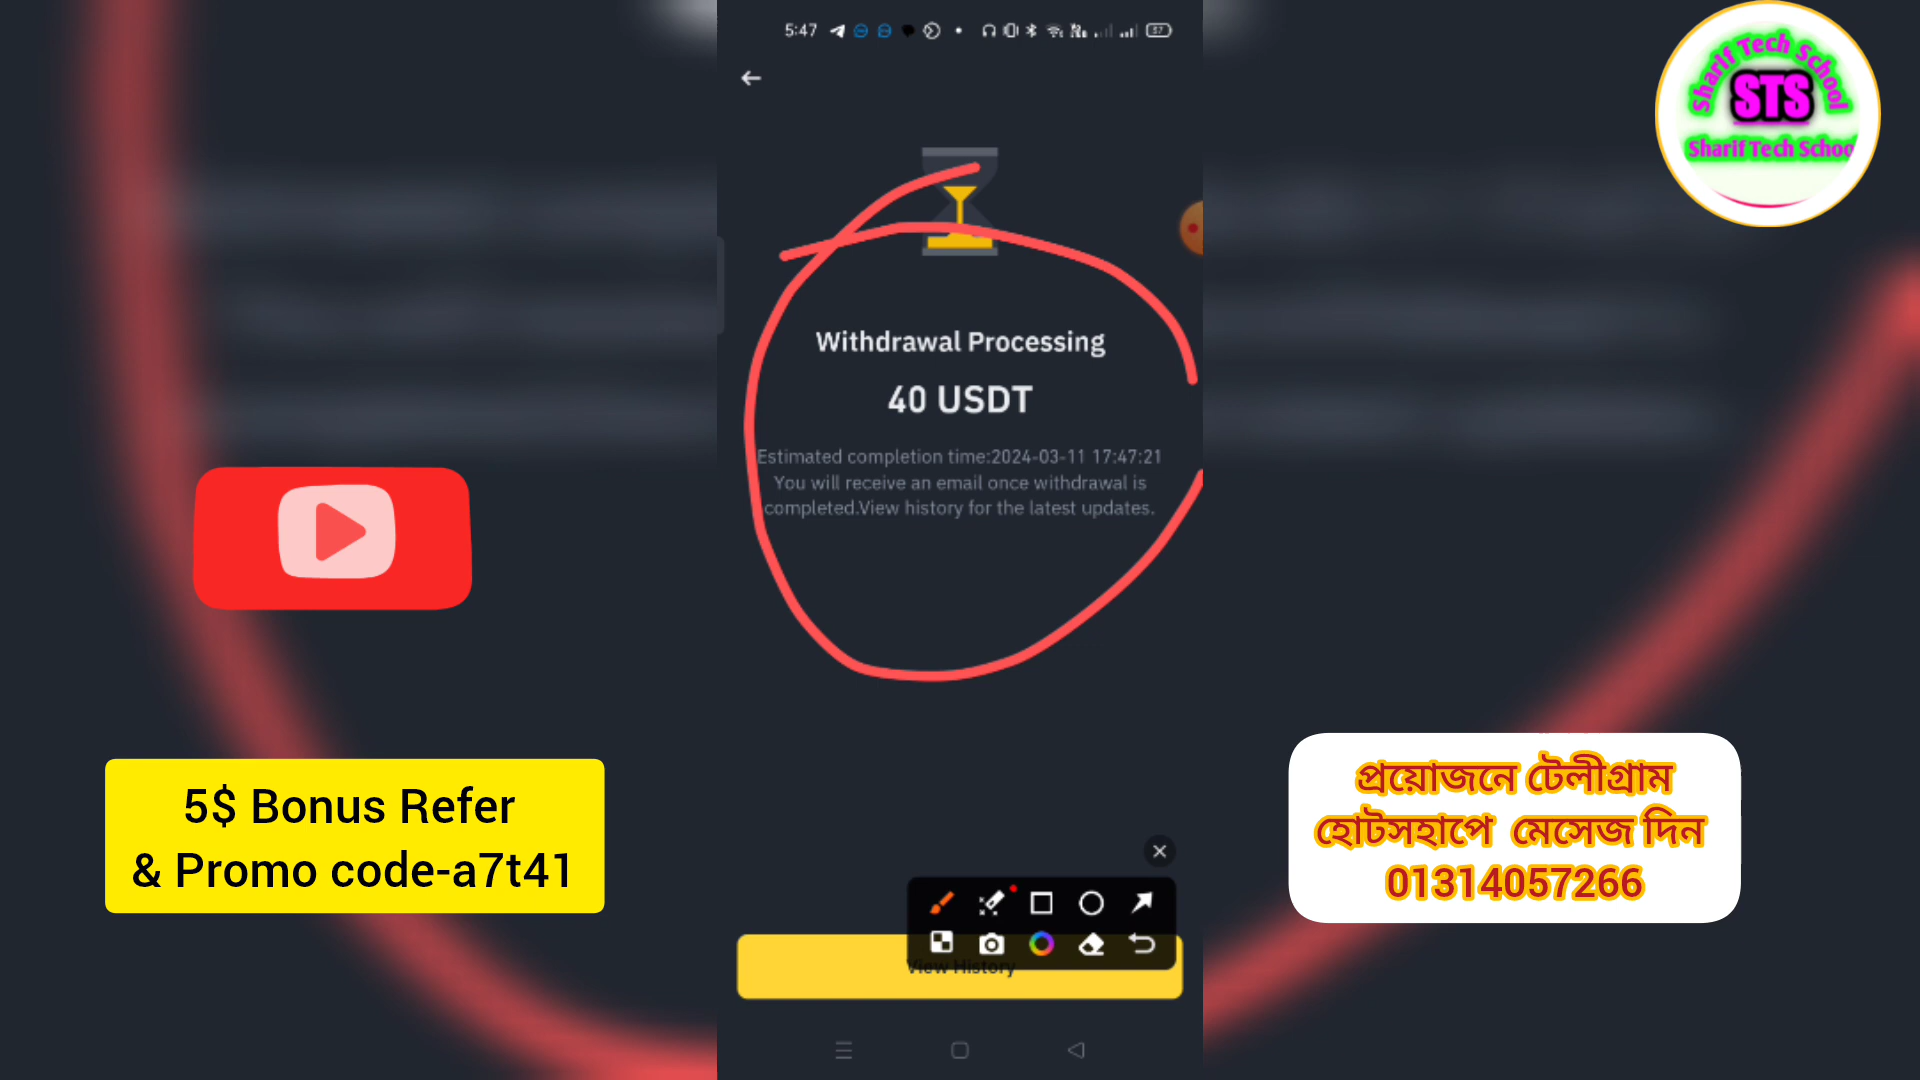 5:47
57
Sharif Tech School
STS
Sharif Tech Schoo
Withdrawal Processing
40 USDT
Estimated completion time:2024-03-11 17:47:21
You will receive an email once withdrawal is
completed.View history for the latest updates.
5$ Bonus Refer
& Promo code-a7t41
প্রয়োজনে টেলীগ্রাম
হোটসহাপে মেসেজ দিন
01314057266
View History